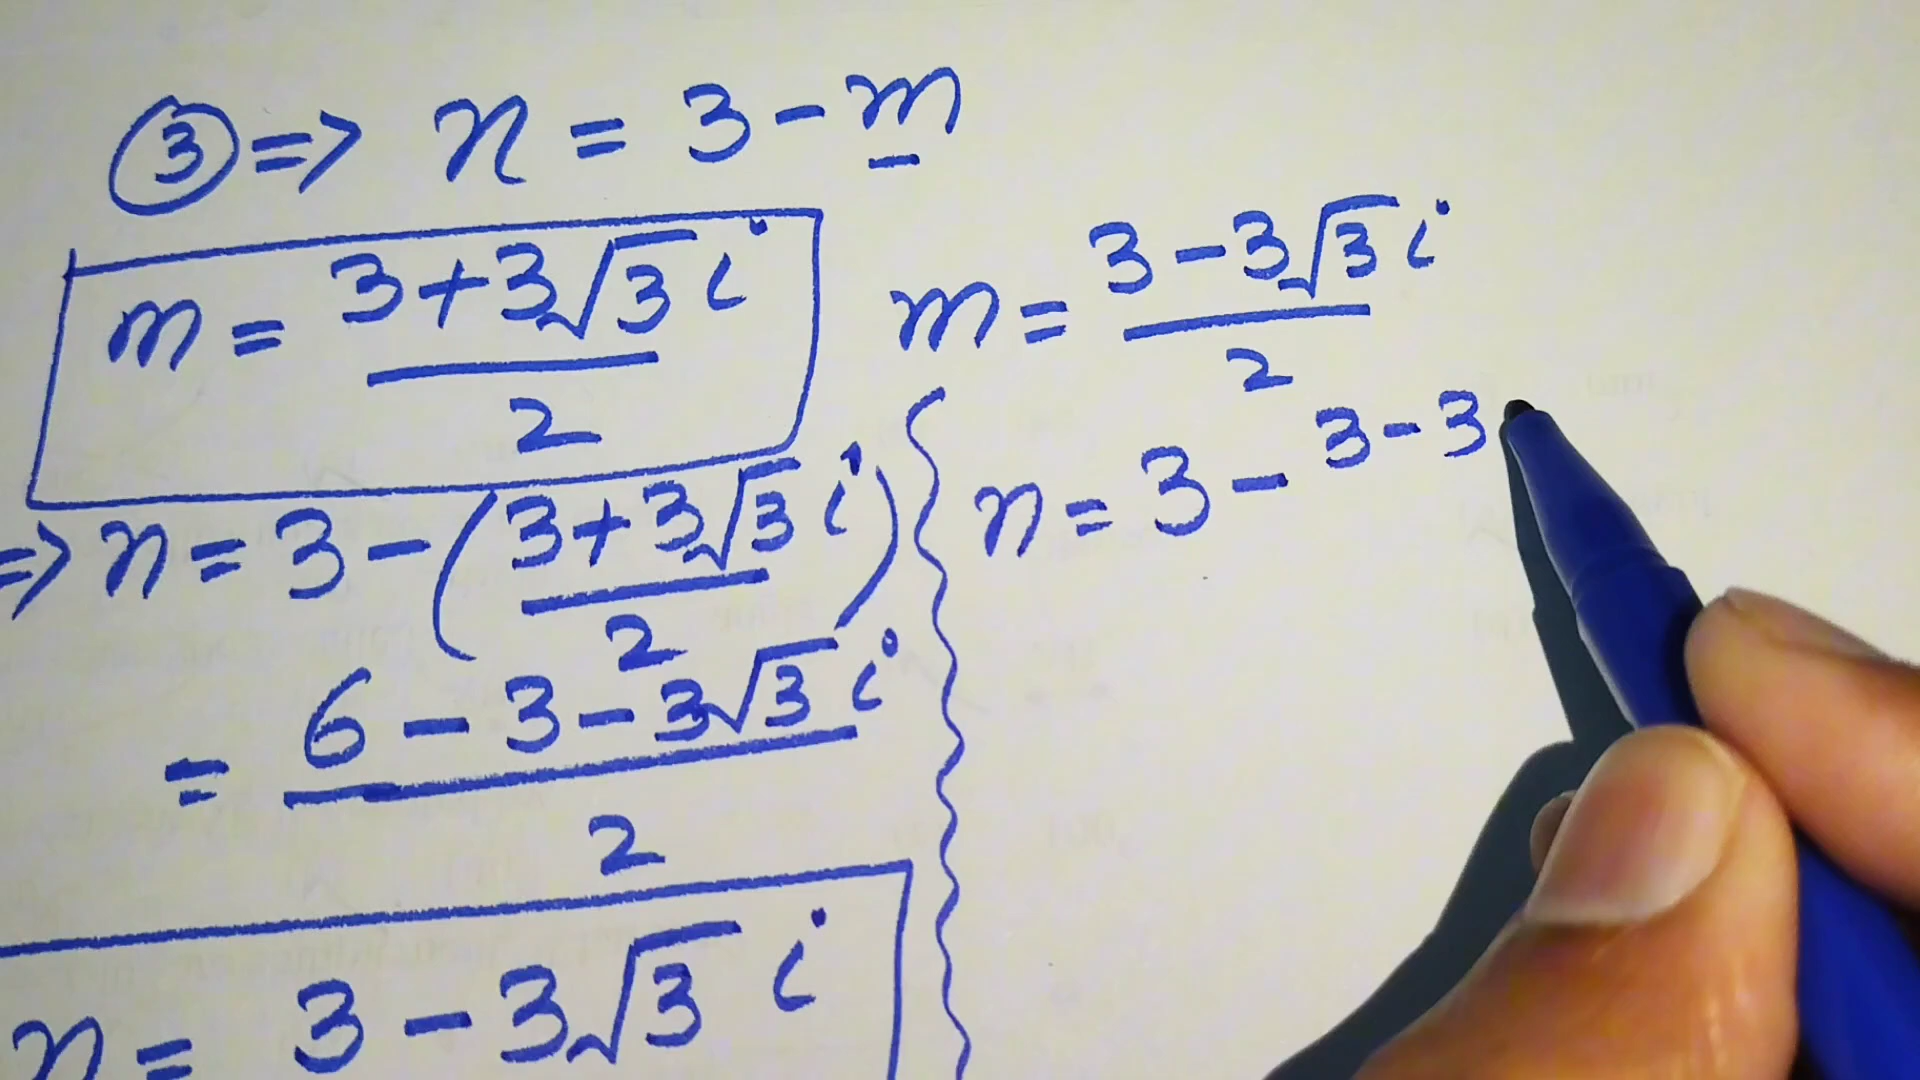 ③ => n = 3 - m
m = (3 + 3√3 i)/2
=> n = 3 - ((3 + 3√3 i)/2)
= (6 - 3 - 3√3 i)/2
n = 3 - 3√3 i
m = (3 - 3√3 i)/2
n = 3 - 3 - 3